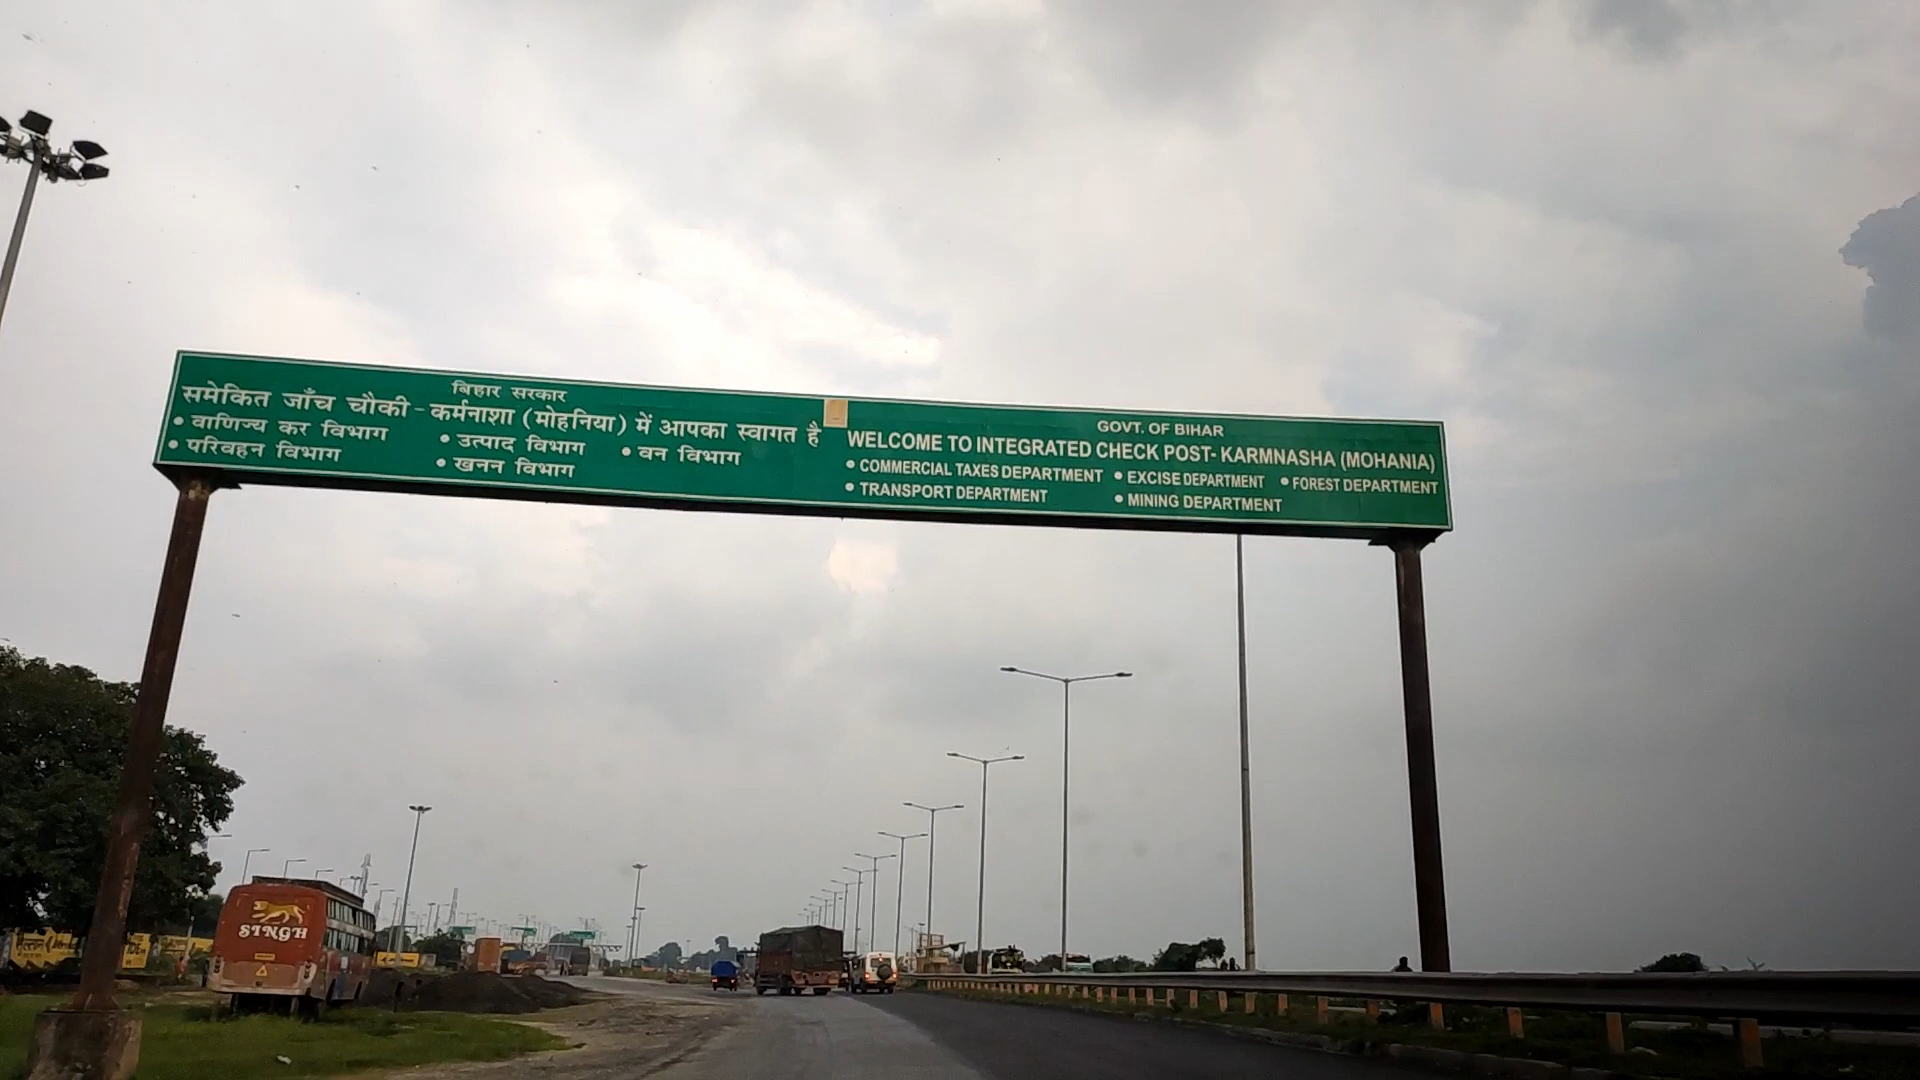 बिहार सरकार
समेकित जाँच चौकी - कर्मनाशा (मोहनिया) में आपका स्वागत है
• वाणिज्य कर विभाग • उत्पाद विभाग • वन विभाग
• परिवहन विभाग • खनन विभाग
GOVT. OF BIHAR
WELCOME TO INTEGRATED CHECK POST- KARMNASHA (MOHANIA)
• COMMERCIAL TAXES DEPARTMENT • EXCISE DEPARTMENT • FOREST DEPARTMENT
• TRANSPORT DEPARTMENT • MINING DEPARTMENT
SINGH